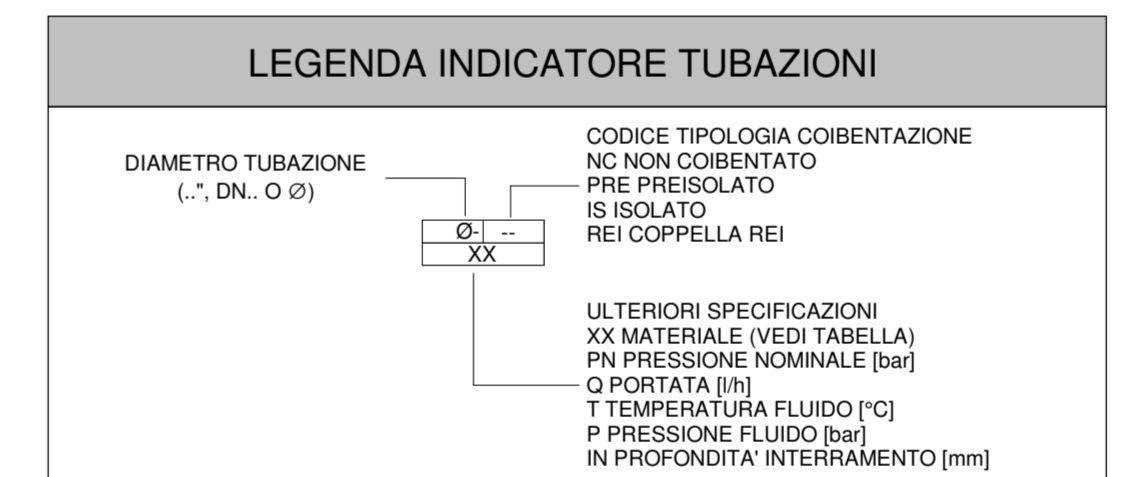 LEGENDA INDICATORE TUBAZIONI
DIAMETRO TUBAZIONE
(..", DN.. O Ø)
CODICE TIPOLOGIA COIBENTAZIONE
NC NON COIBENTATO
PRE PREISOLATO
IS ISOLATO
REI COPPELLA REI
Ø- --
XX
ULTERIORI SPECIFICAZIONI
XX MATERIALE (VEDI TABELLA)
PN PRESSIONE NOMINALE [bar]
Q PORTATA [l/h]
T TEMPERATURA FLUIDO [°C]
P PRESSIONE FLUIDO [bar]
IN PROFONDITA' INTERRAMENTO [mm]